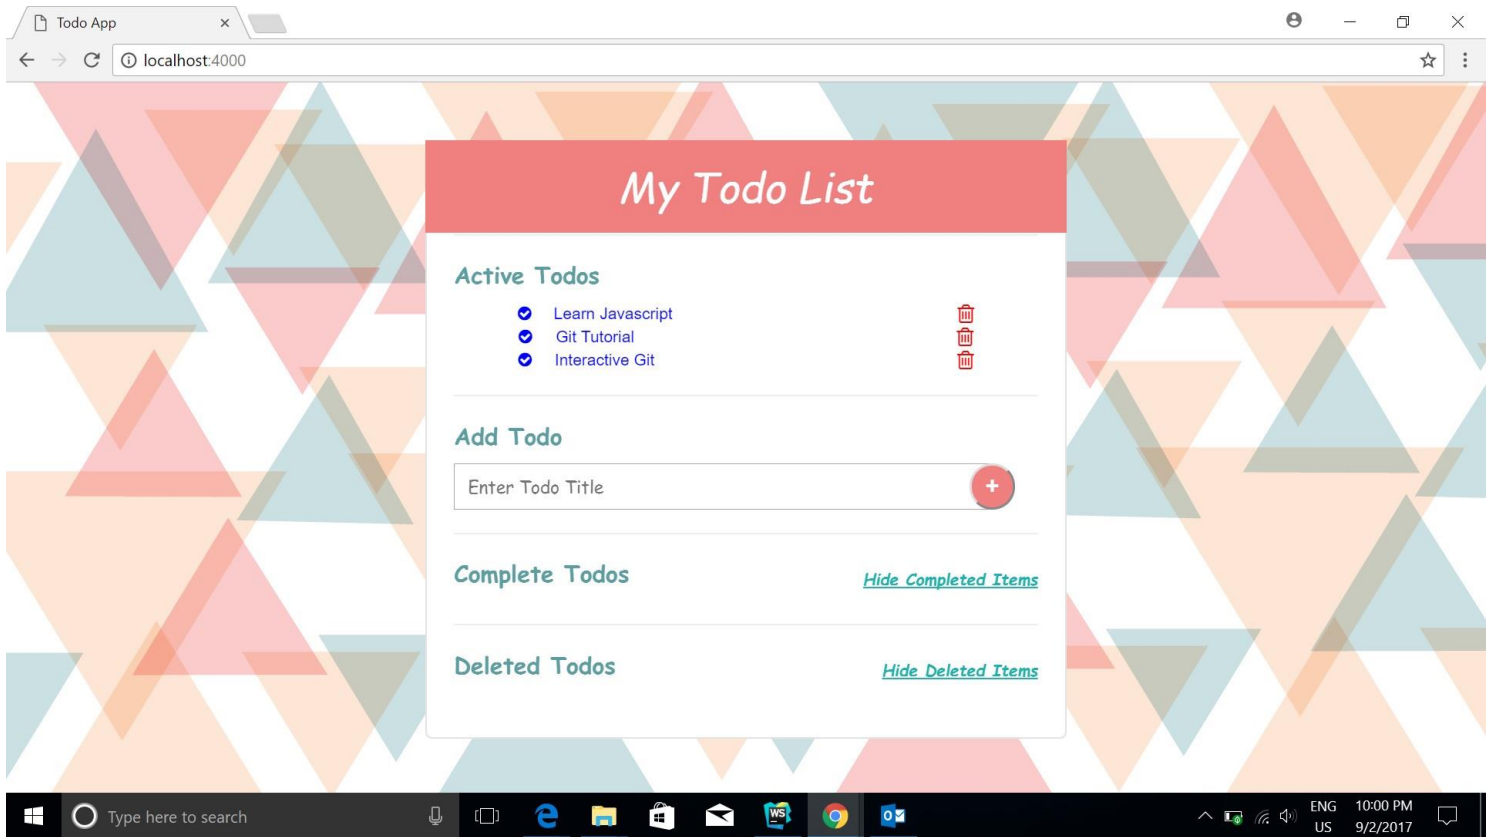 Todo App
localhost:4000
My Todo List
Active Todos
Learn Javascript
Git Tutorial
Interactive Git
Add Todo
Enter Todo Title
+
Complete Todos
Hide Completed Items
Deleted Todos
Hide Deleted Items
Type here to search
WS
ENG
US
10:00 PM
9/2/2017